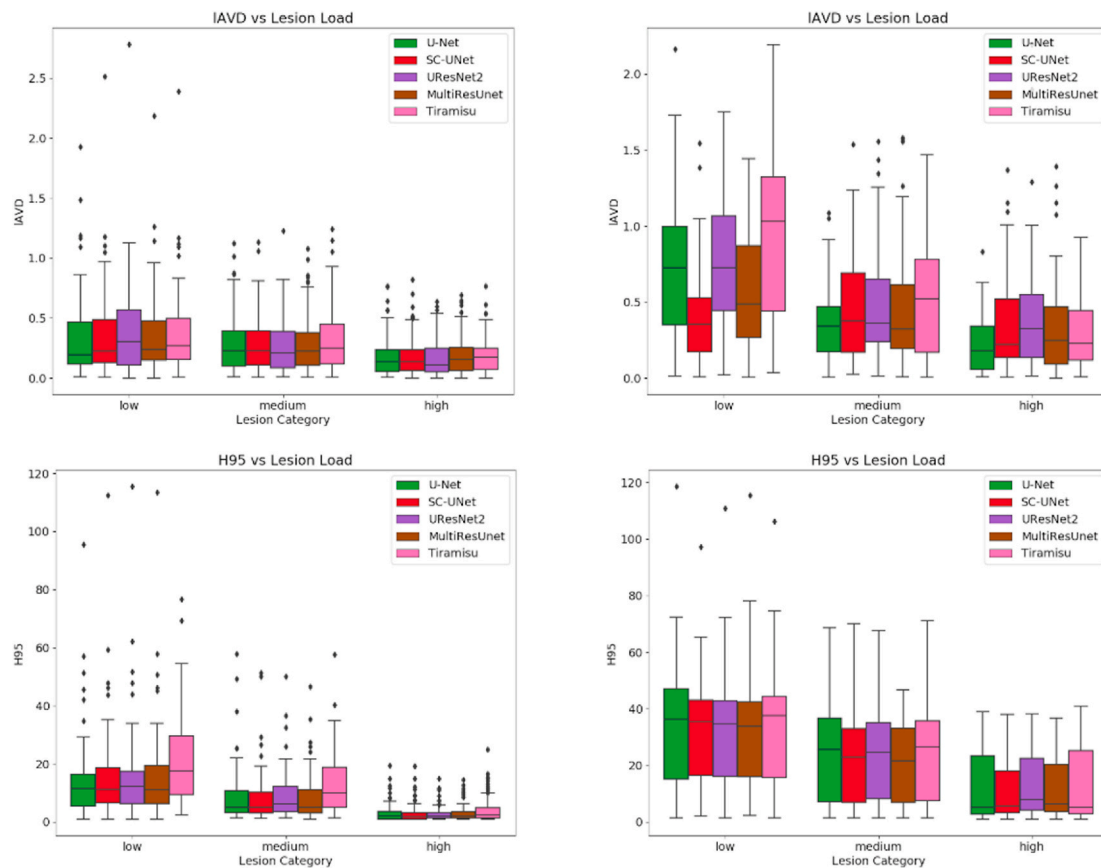 lAVD vs Lesion Load
lAVD
2.5
2.0
1.5
1.0
0.5
0.0
U-Net
SC-UNet
UResNet2
MultiResUnet
Tiramisu
low medium high
Lesion Category
lAVD vs Lesion Load
lAVD
2.0
1.5
1.0
0.5
0.0
U-Net
SC-UNet
UResNet2
MultiResUnet
Tiramisu
low medium high
Lesion Category
H95 vs Lesion Load
H95
120
100
80
60
40
20
0
U-Net
SC-UNet
UResNet2
MultiResUnet
Tiramisu
low medium high
Lesion Category
H95 vs Lesion Load
H95
120
100
80
60
40
20
0
U-Net
SC-UNet
UResNet2
MultiResUnet
Tiramisu
low medium high
Lesion Category